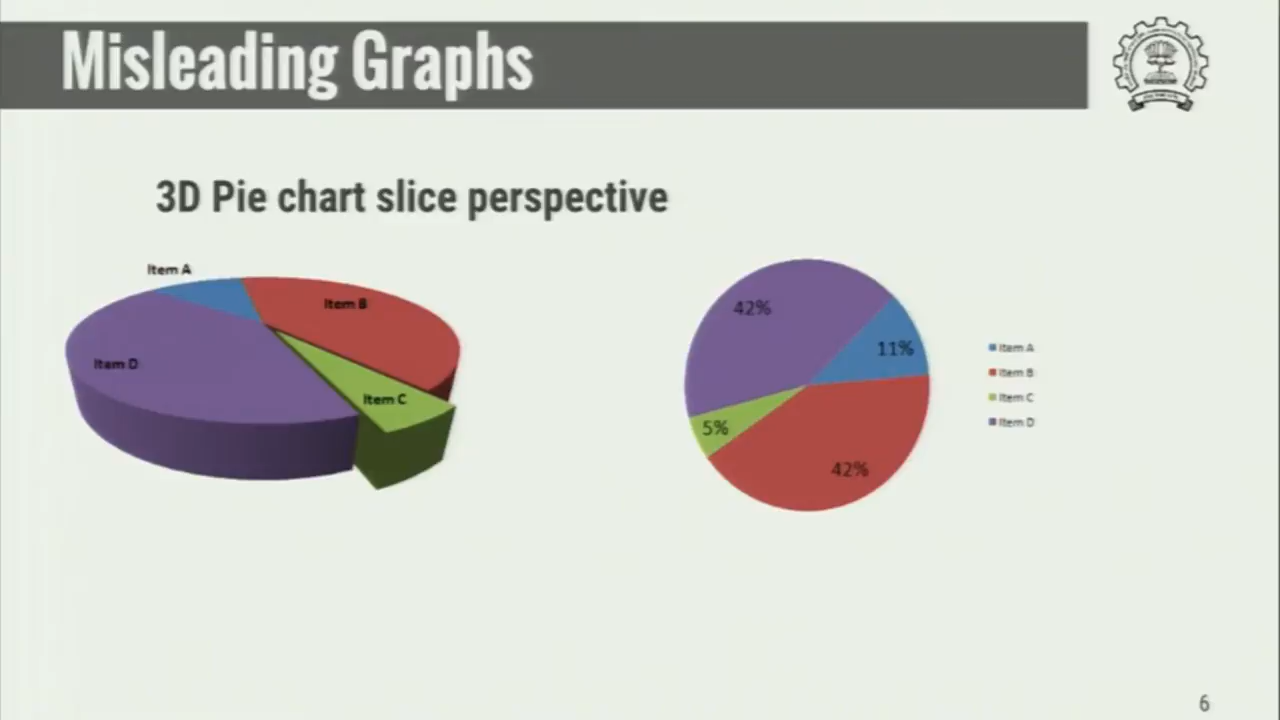 Misleading Graphs
3D Pie chart slice perspective
Item A
Item B
Item D
Item C
42%
11%
5%
42%
Item A
Item B
Item C
Item D
6